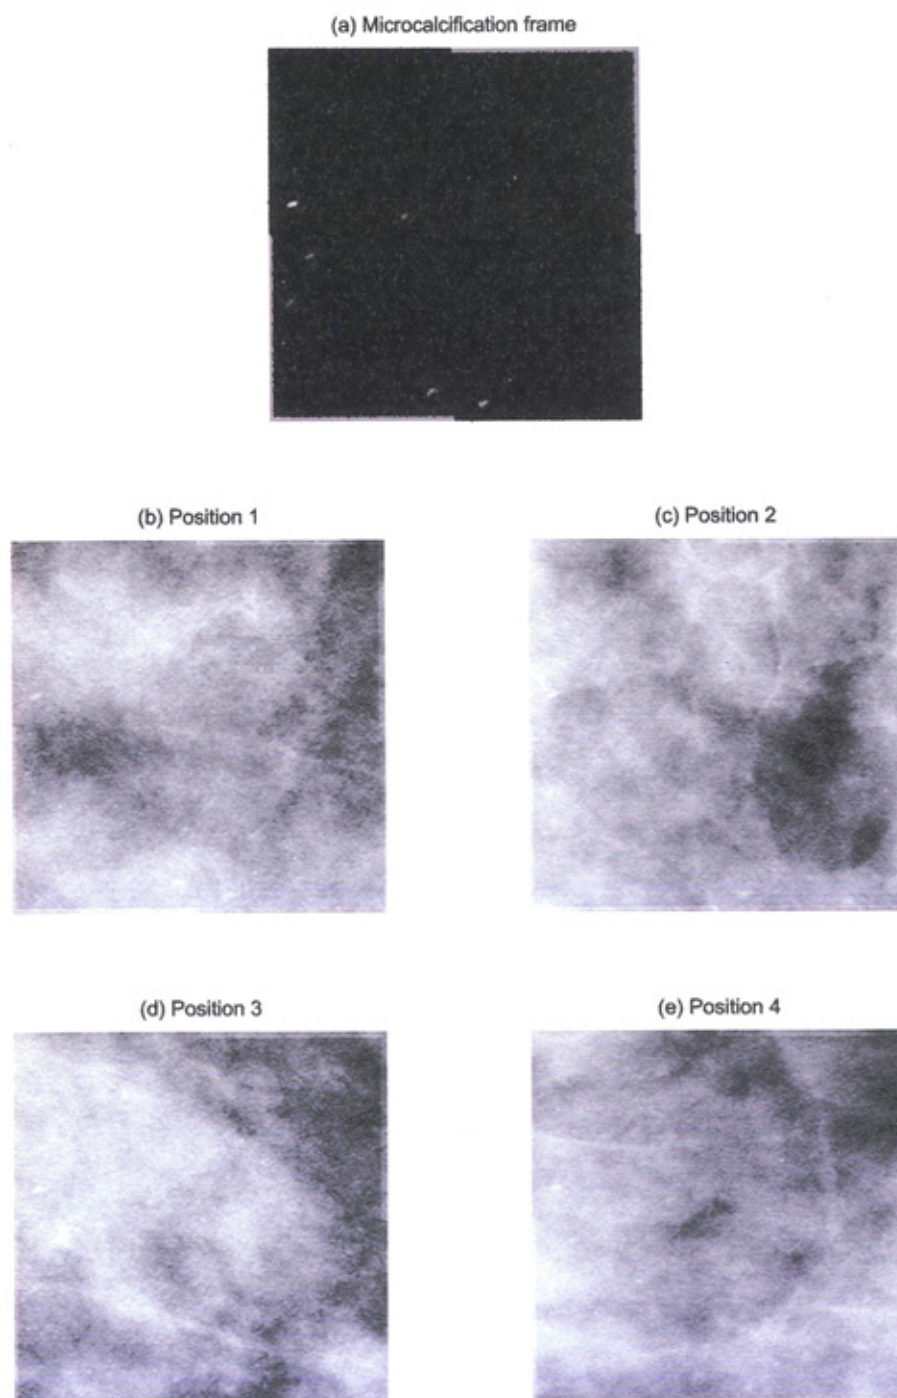 (a) Microcalcification frame
(b) Position 1
(c) Position 2
(d) Position 3
(e) Position 4